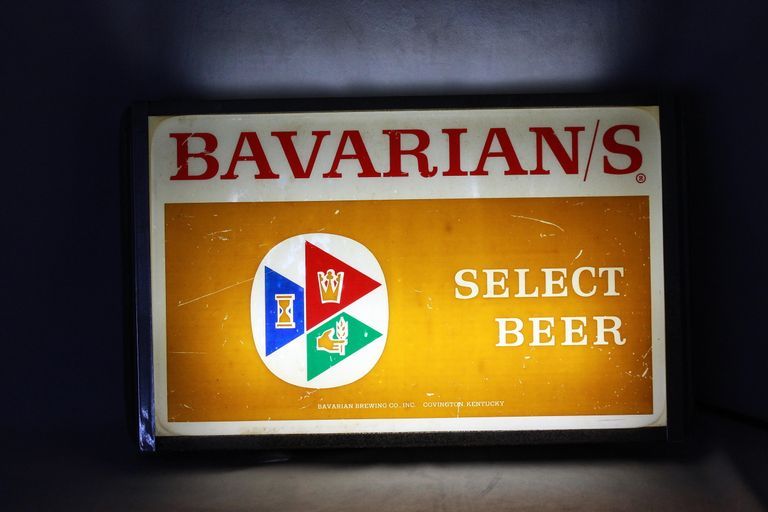 BAVARIAN/S®
SELECT
BEER
BAVARIAN BREWING CO., INC. COVINGTON, KENTUCKY